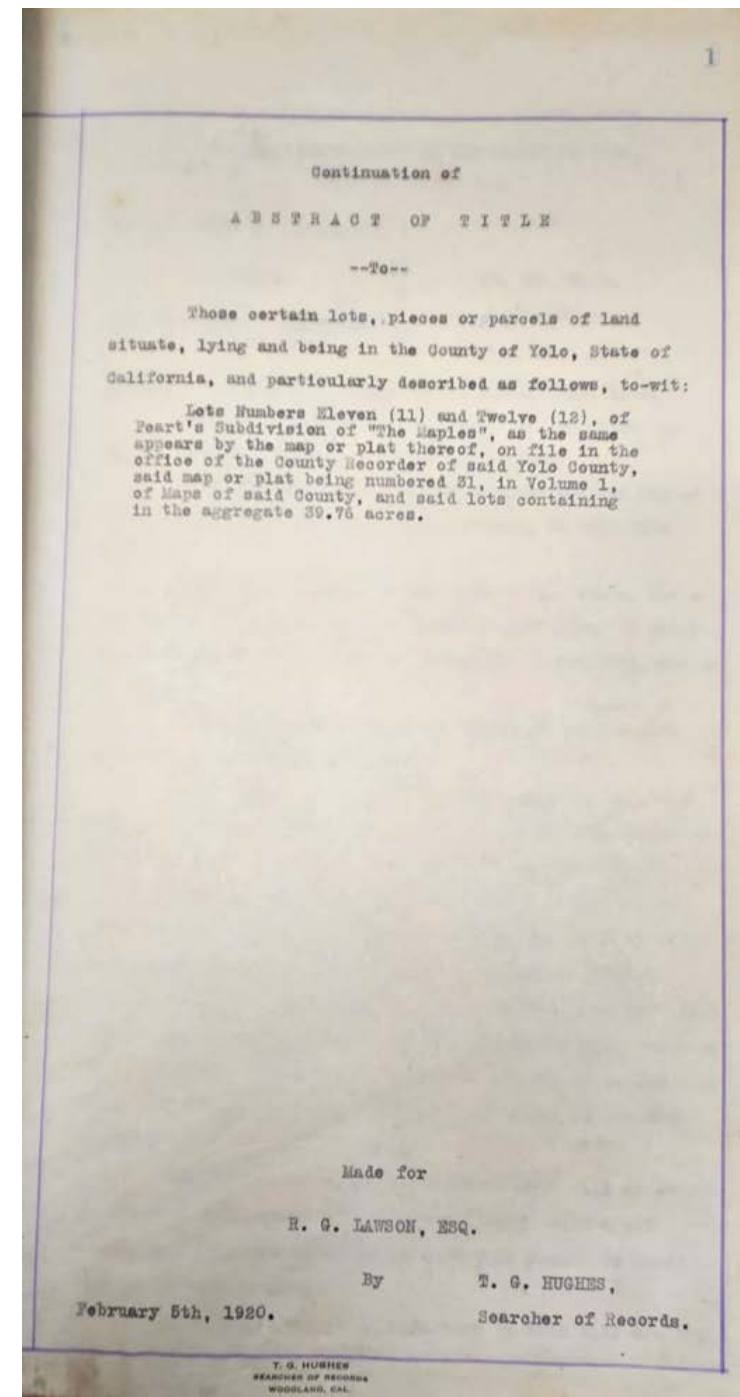 1
Continuation of
ABSTRACT OF TITLE
--To--
Those certain lots, pieces or parcels of land
situate, lying and being in the County of Yolo, State of
California, and particularly described as follows, to-wit:
Lots Numbers Eleven (11) and Twelve (12), of
Peart's Subdivision of "The Maples", as the same
appears by the map or plat thereof, on file in the
office of the County Recorder of said Yolo County,
said map or plat being numbered 31, in Volume 1,
of Maps of said County, and said lots containing
in the aggregate 39.76 acres.
Made for
R. G. LAWSON, ESQ.
By T. G. HUGHES,
February 5th, 1920. Searcher of Records.
T. G. HUGHES
SEARCHER OF RECORDS
WOODLAND, CAL.